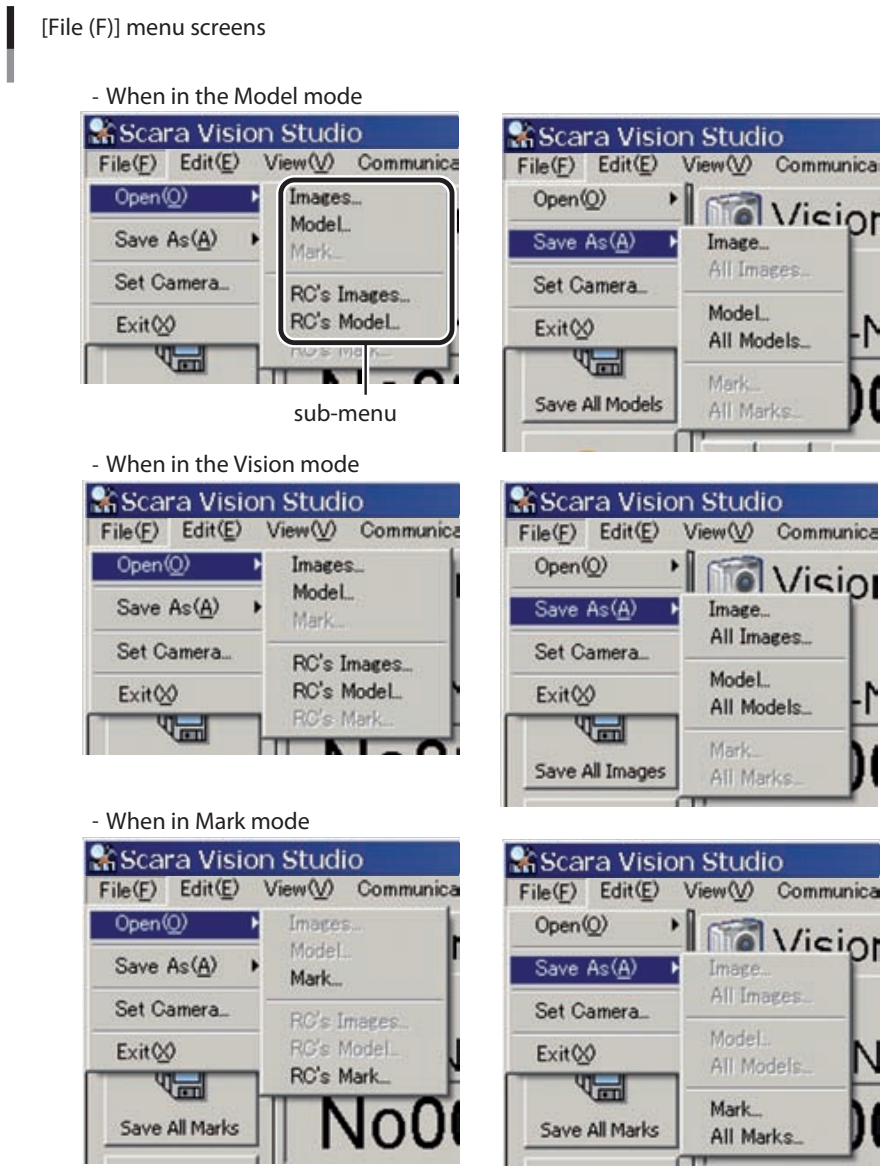 [File (F)] menu screens
- When in the Model mode
Scara Vision Studio
File(F) Edit(E) View(V) Communica
Open(O)
Save As(A)
Set Camera...
Exit(X)
Images...
Model...
Mark...
RC's Images...
RC's Model...
RC's Mark...
sub-menu
Scara Vision Studio
File(F) Edit(E) View(V) Communica
Open(O)
Save As(A)
Set Camera...
Exit(X)
Vision
Image...
All Images...
Model...
All Models...
Mark...
All Marks...
Save All Models
- When in the Vision mode
Scara Vision Studio
File(F) Edit(E) View(V) Communica
Open(O)
Save As(A)
Set Camera...
Exit(X)
Images...
Model...
Mark...
RC's Images...
RC's Model...
RC's Mark...
Scara Vision Studio
File(F) Edit(E) View(V) Communica
Open(O)
Save As(A)
Set Camera...
Exit(X)
Vision
Image...
All Images...
Model...
All Models...
Mark...
All Marks...
Save All Images
- When in Mark mode
Scara Vision Studio
File(F) Edit(E) View(V) Communica
Open(O)
Save As(A)
Set Camera...
Exit(X)
Images...
Model...
Mark...
RC's Images...
RC's Model...
RC's Mark...
Save All Marks
No00
Scara Vision Studio
File(F) Edit(E) View(V) Communica
Open(O)
Save As(A)
Set Camera...
Exit(X)
Vision
Image...
All Images...
Model...
All Models...
Mark...
All Marks...
Save All Marks